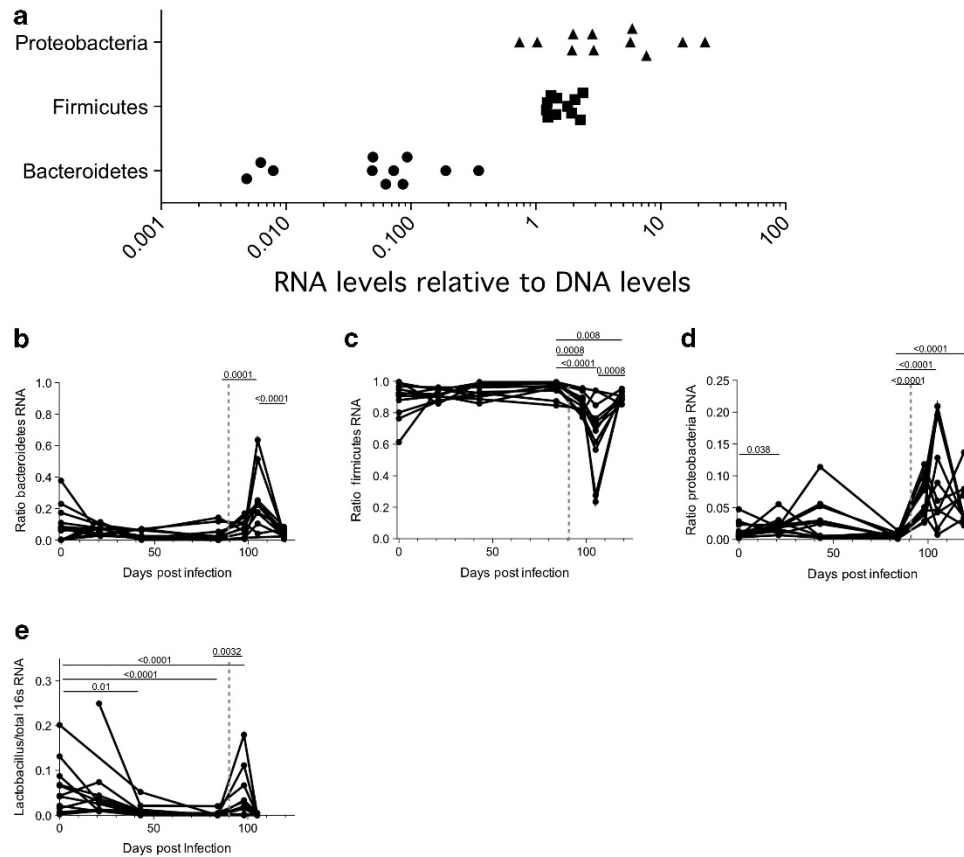 a
Proteobacteria
Firmicutes
Bacteroidetes
0.001 0.010 0.100 1 10 100
RNA levels relative to DNA levels
b
0.0001
<0.0001
1.0
0.8
0.6
0.4
0.2
0.0
0 50 100
Ratio bacteroidetes RNA
Days post infection
c
0.008
0.0008
<0.0001
0.0008
1.0
0.8
0.6
0.4
0.2
0.0
0 50 100
Ratio firmicutes RNA
Days post infection
d
<0.0001
<0.0001
<0.0001
0.038
0.25
0.20
0.15
0.10
0.05
0.00
0 50 100
Ratio proteobacteria RNA
Days post infection
e
0.0032
<0.0001
<0.0001
0.01
0.3
0.2
0.1
0.0
0 50 100
Lactobacillus/total 16s RNA
Days post Infection